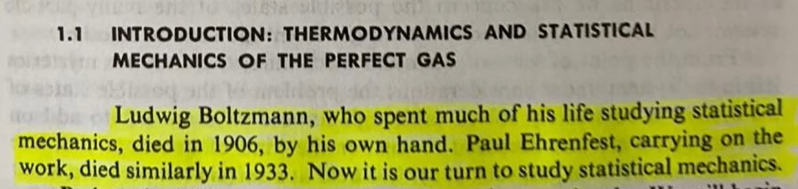 1.1 INTRODUCTION: THERMODYNAMICS AND STATISTICAL
MECHANICS OF THE PERFECT GAS
Ludwig Boltzmann, who spent much of his life studying statistical
mechanics, died in 1906, by his own hand. Paul Ehrenfest, carrying on the
work, died similarly in 1933. Now it is our turn to study statistical mechanics.